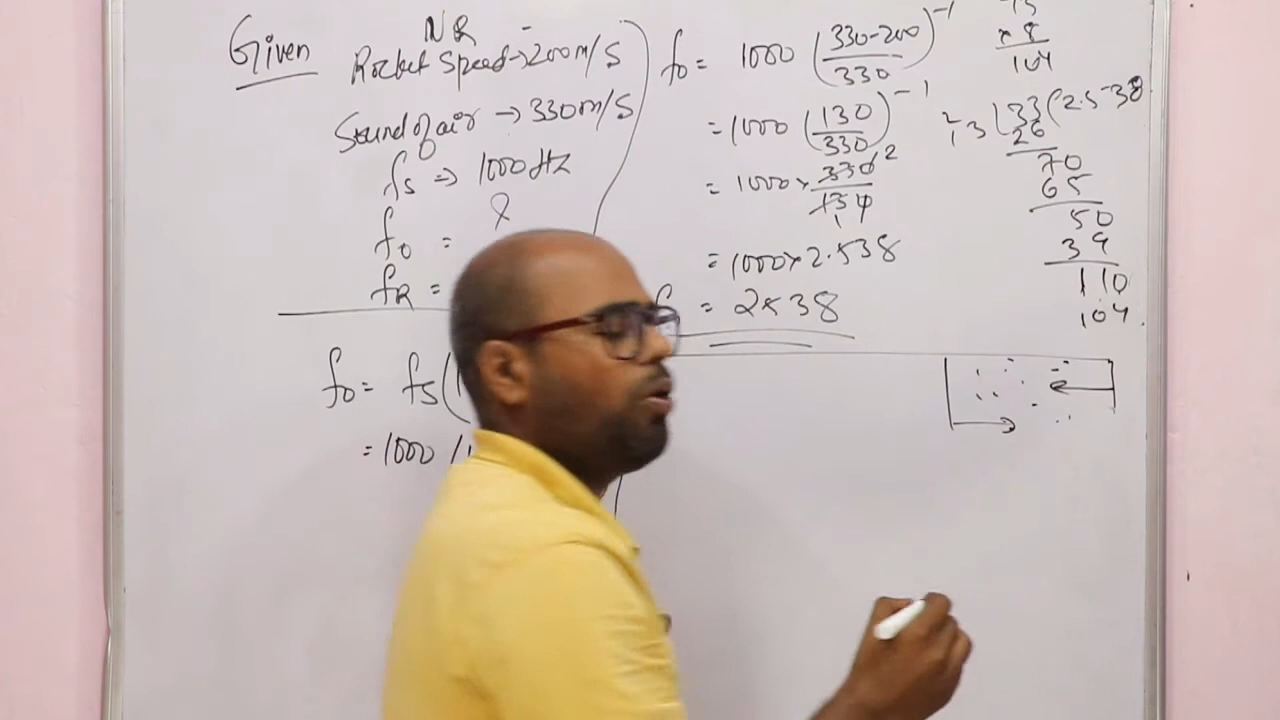 Given
Rocket Speed → 200 m/s
Sound of air → 330 m/s
fs ⇒ 1000 Hz
fo =
fR =
fo = fs (
= 1000
fo = 1000 (330-200/330)^-1
= 1000 (130/330)^-1
= 1000 × 330/130
= 1000 × 2.538
= 2538
× 8
104
13 ) 33 ( 2.538
26
70
65
50
39
110
104